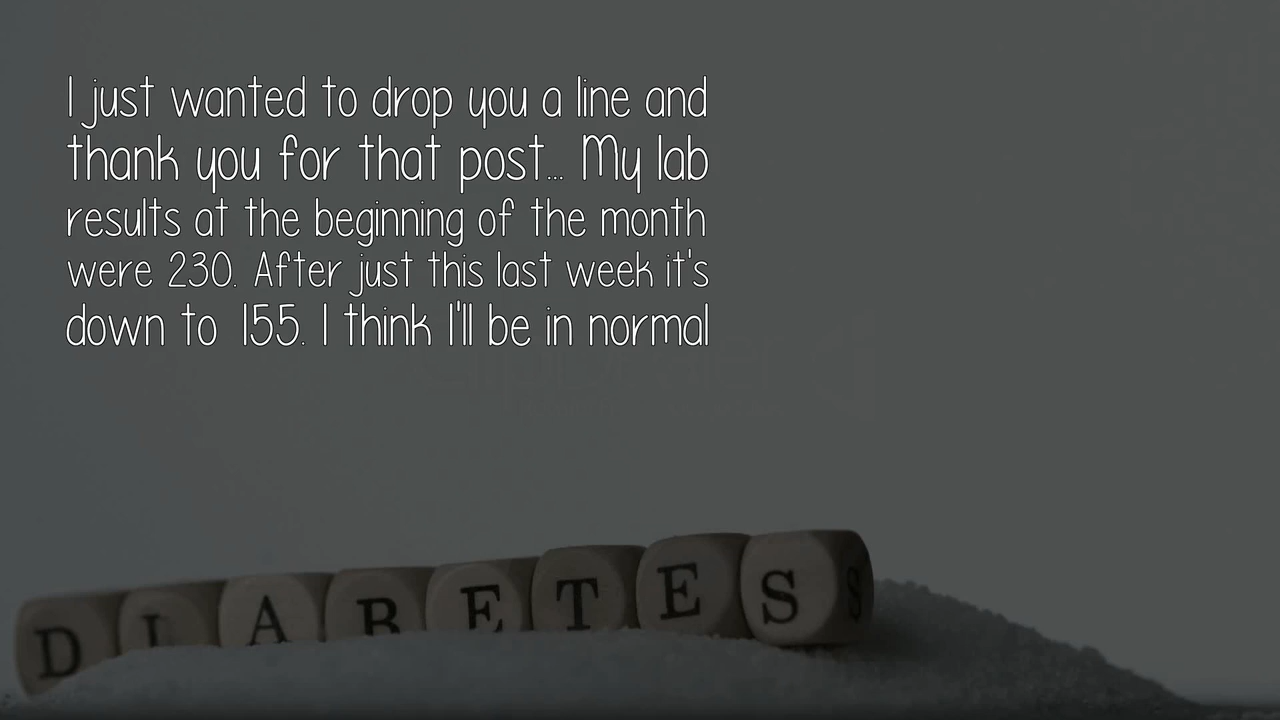 I just wanted to drop you a line and
thank you for that post... My lab
results at the beginning of the month
were 230. After just this last week it's
down to 155. I think I'll be in normal
DIABETES S